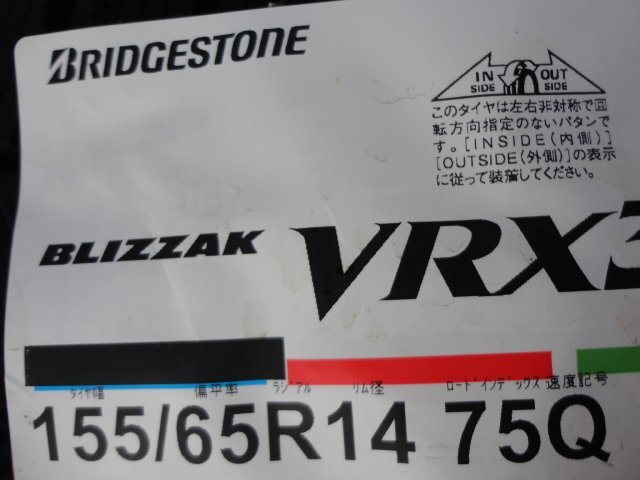 BRIDGESTONE
IN SIDE OUT SIDE
このタイヤは左右非対称で回
転方向指定のないパタンで
す。[INSIDE(内側)]
[OUTSIDE(外側)]の表示
に従って装着してください。
BLIZZAK VRX3
タイヤ幅 偏平率 ラジアル リム径 ロードインデックス 速度記号
155/65R14 75Q